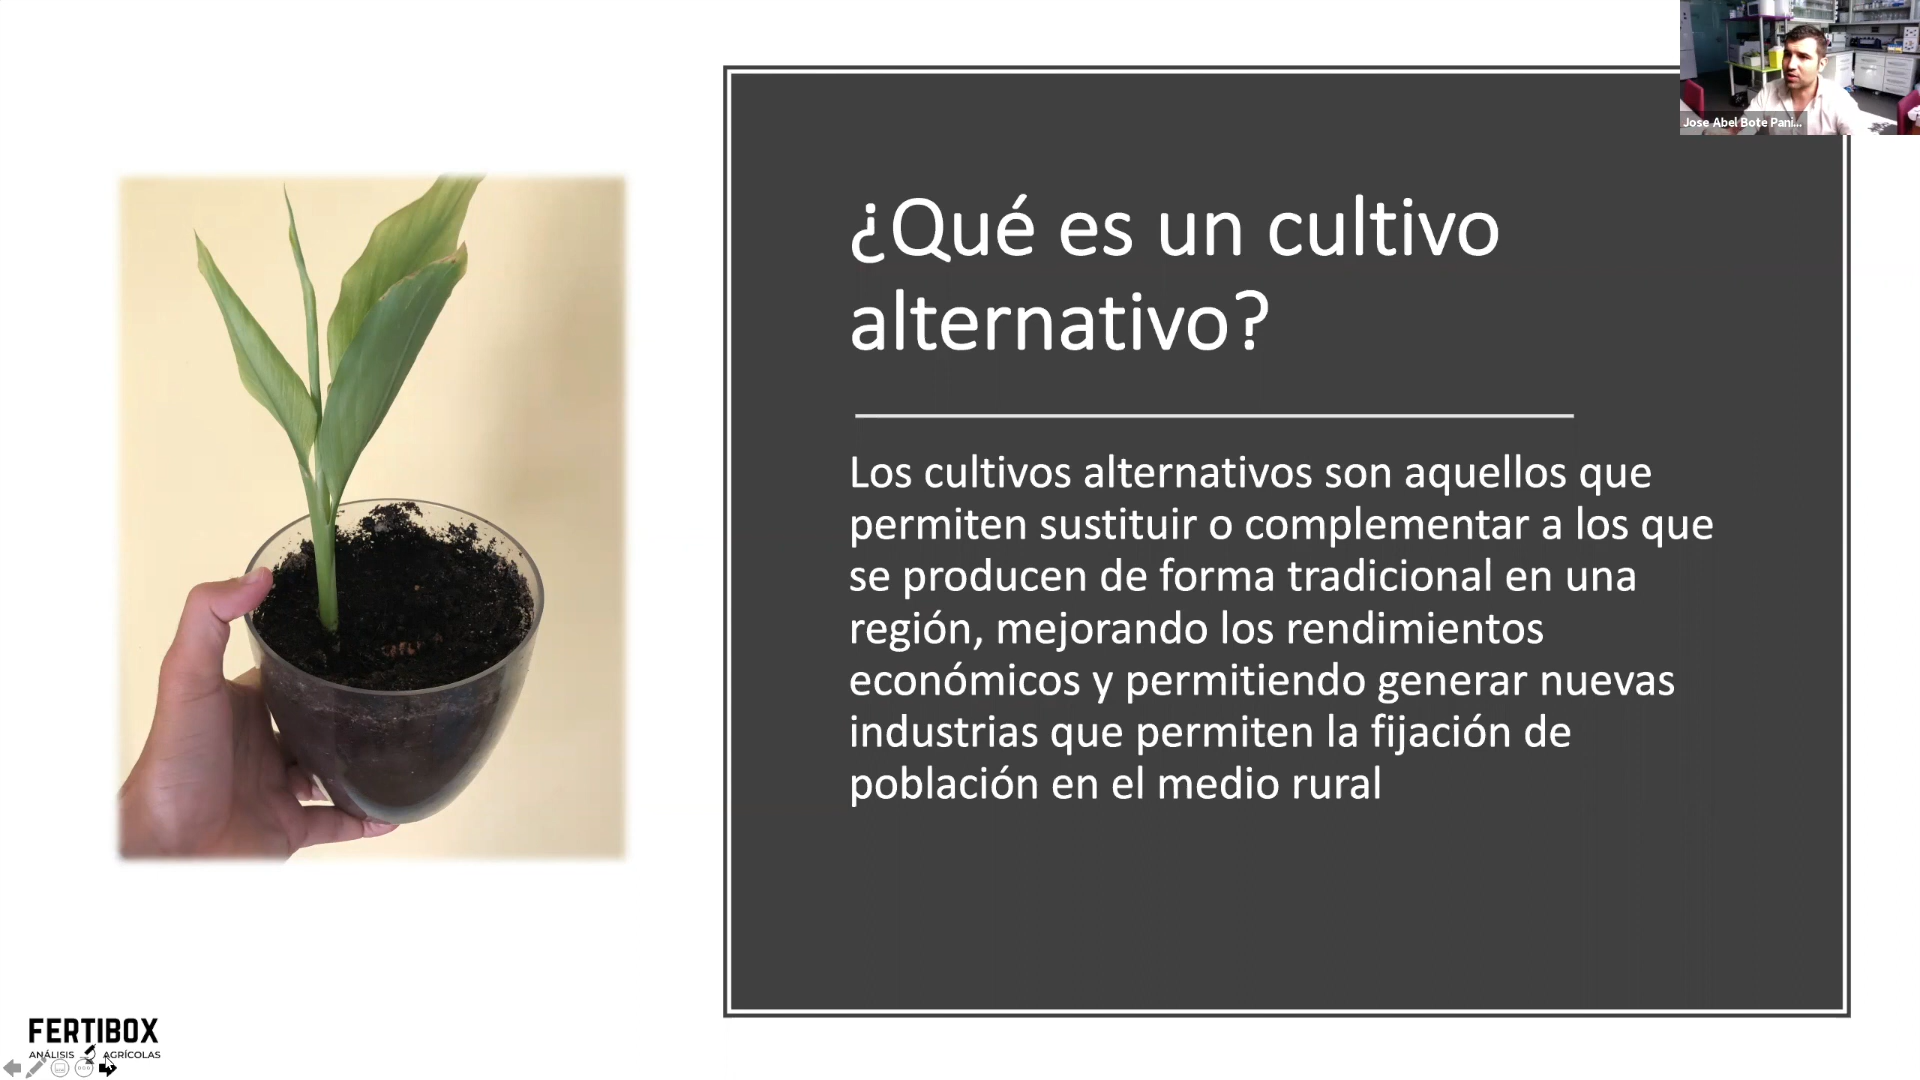 Jose Abel Bote Pani...
¿Qué es un cultivo
alternativo?
Los cultivos alternativos son aquellos que
permiten sustituir o complementar a los que
se producen de forma tradicional en una
región, mejorando los rendimientos
económicos y permitiendo generar nuevas
industrias que permiten la fijación de
población en el medio rural
FERTIBOX
ANÁLISIS AGRÍCOLAS